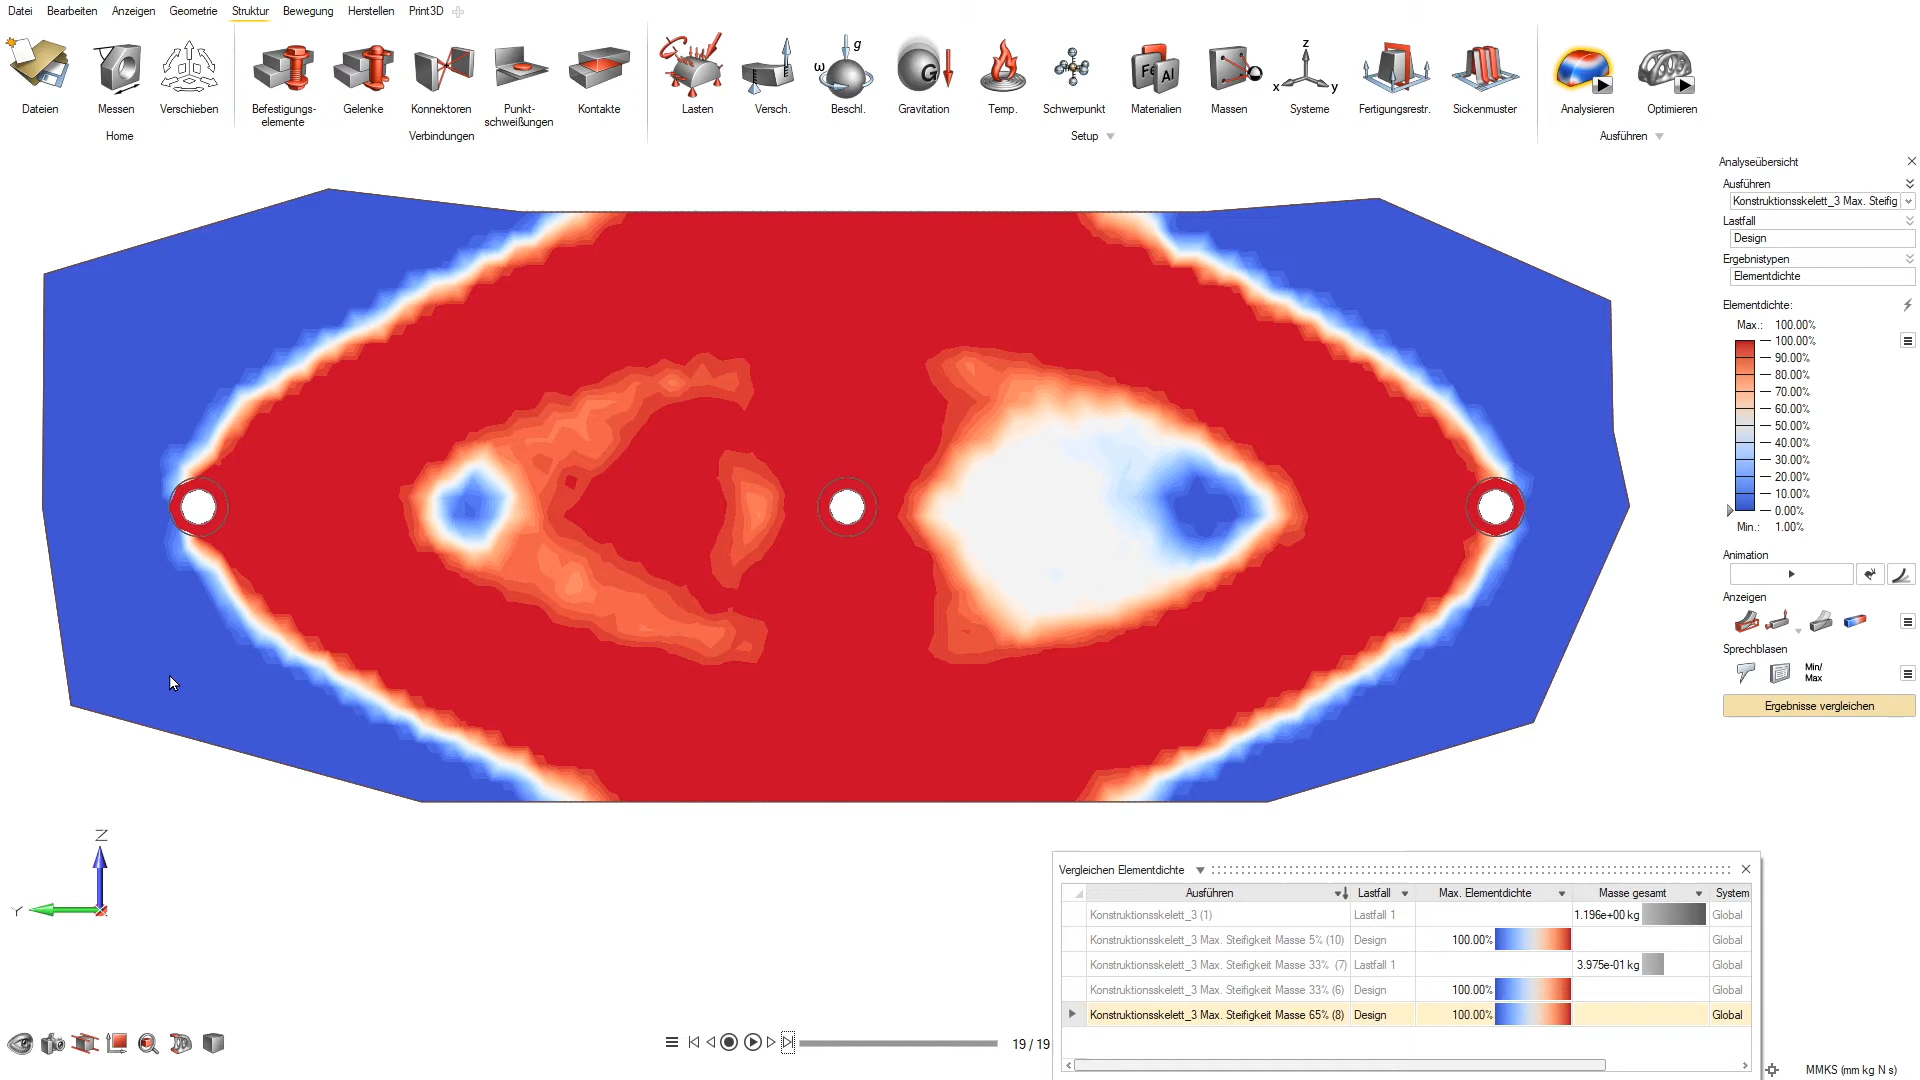 Datei Bearbeiten Anzeigen Geometrie Struktur Bewegung Herstellen Print3D
Dateien Messen Verschieben Befestigungs- Gelenke Konnektoren Punkt- Kontakte Lasten Versch. Beschl. Gravitation Temp. Schwerpunkt Materialien Massen Systeme Fertigungsrestr. Sickenmuster Analysieren Optimieren
elemente schweißungen
Home Verbindungen Setup Ausführen
g
ω
G
Fe
Al
z
x
y
Analyseübersicht
Ausführen
Konstruktionsskelett_3 Max. Steifig
Lastfall
Design
Ergebnistypen
Elementdichte
Elementdichte:
Max.: 100.00%
100.00%
90.00%
80.00%
70.00%
60.00%
50.00%
40.00%
30.00%
20.00%
10.00%
0.00%
Min.: 1.00%
Animation
Anzeigen
Sprechblasen
Min/
Max
Ergebnisse vergleichen
Z
Y
19 / 19
Vergleichen Elementdichte
Ausführen Lastfall Max. Elementdichte Masse gesamt System
Konstruktionsskelett_3 (1) Lastfall 1 1.196e+00 kg Global
Konstruktionsskelett_3 Max. Steifigkeit Masse 5% (10) Design 100.00% Global
Konstruktionsskelett_3 Max. Steifigkeit Masse 33% (7) Lastfall 1 3.975e-01 kg Global
Konstruktionsskelett_3 Max. Steifigkeit Masse 33% (6) Design 100.00% Global
Konstruktionsskelett_3 Max. Steifigkeit Masse 65% (8) Design 100.00% Global
MMKS (mm kg N s)